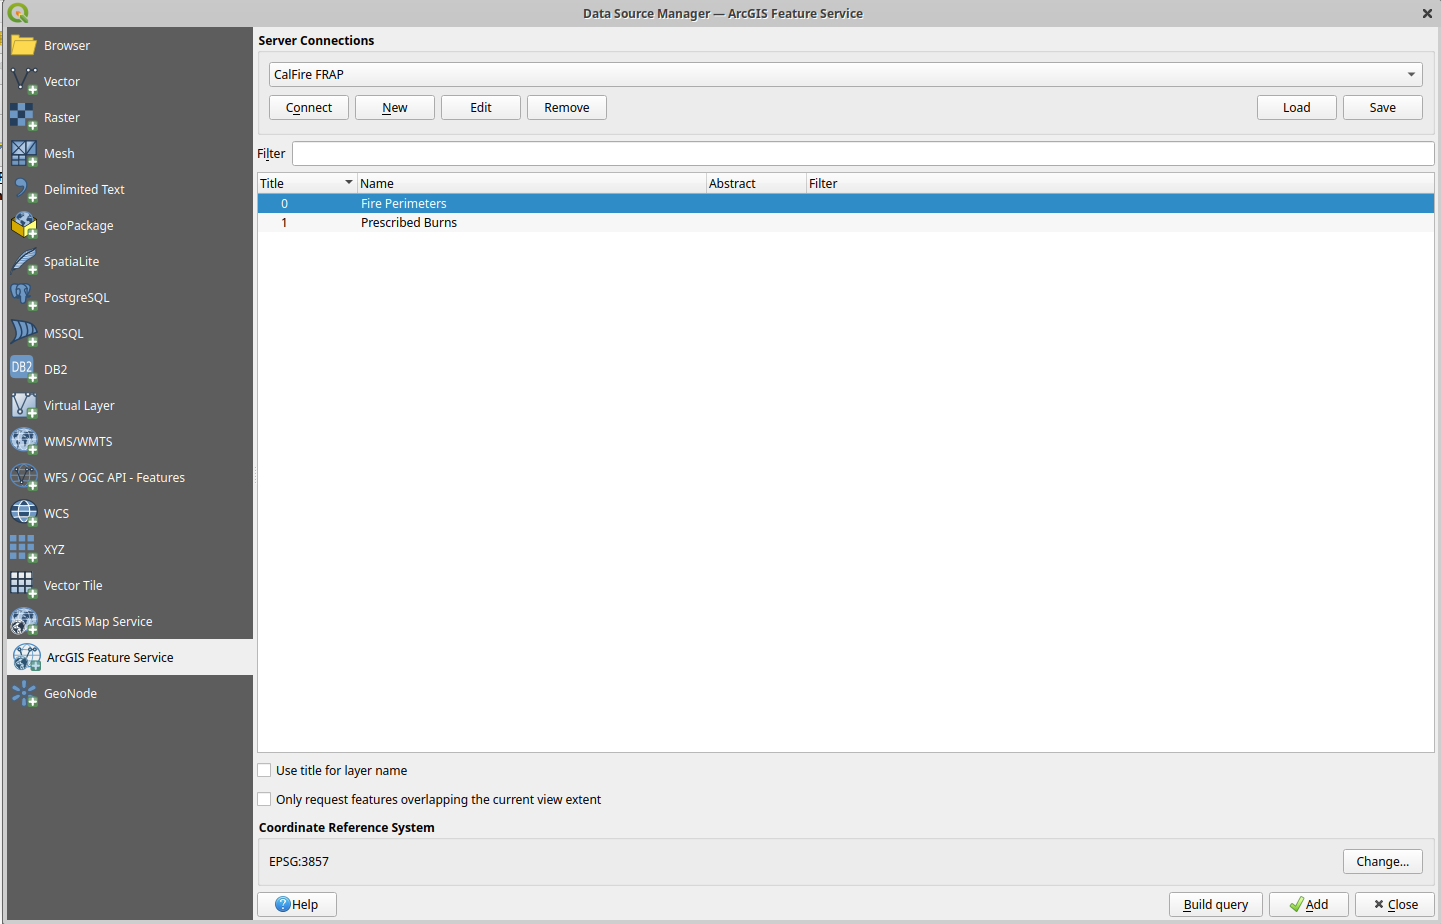 Data Source Manager — ArcGIS Feature Service
Browser
Vector
Raster
Mesh
Delimited Text
GeoPackage
SpatiaLite
PostgreSQL
MSSQL
DB2
DB2
Virtual Layer
WMS/WMTS
WFS / OGC API - Features
WCS
XYZ
Vector Tile
ArcGIS Map Service
ArcGIS Feature Service
GeoNode
Server Connections
CalFire FRAP
Connect New Edit Remove Load Save
Filter
Title Name Abstract Filter
0 Fire Perimeters
1 Prescribed Burns
Use title for layer name
Only request features overlapping the current view extent
Coordinate Reference System
EPSG:3857 Change...
Help Build query Add Close